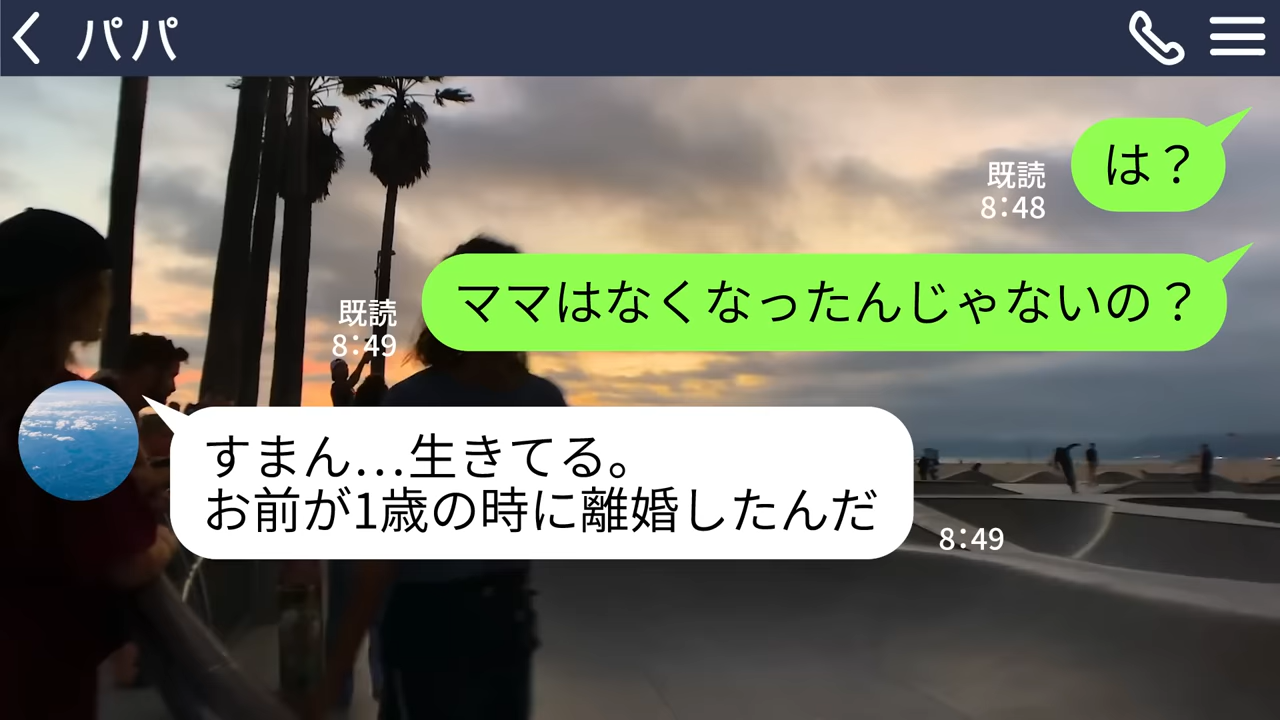 パパ
は？
既読
8:48
ママはなくなったんじゃないの？
既読
8:49
すまん…生きてる。
お前が1歳の時に離婚したんだ
8:49